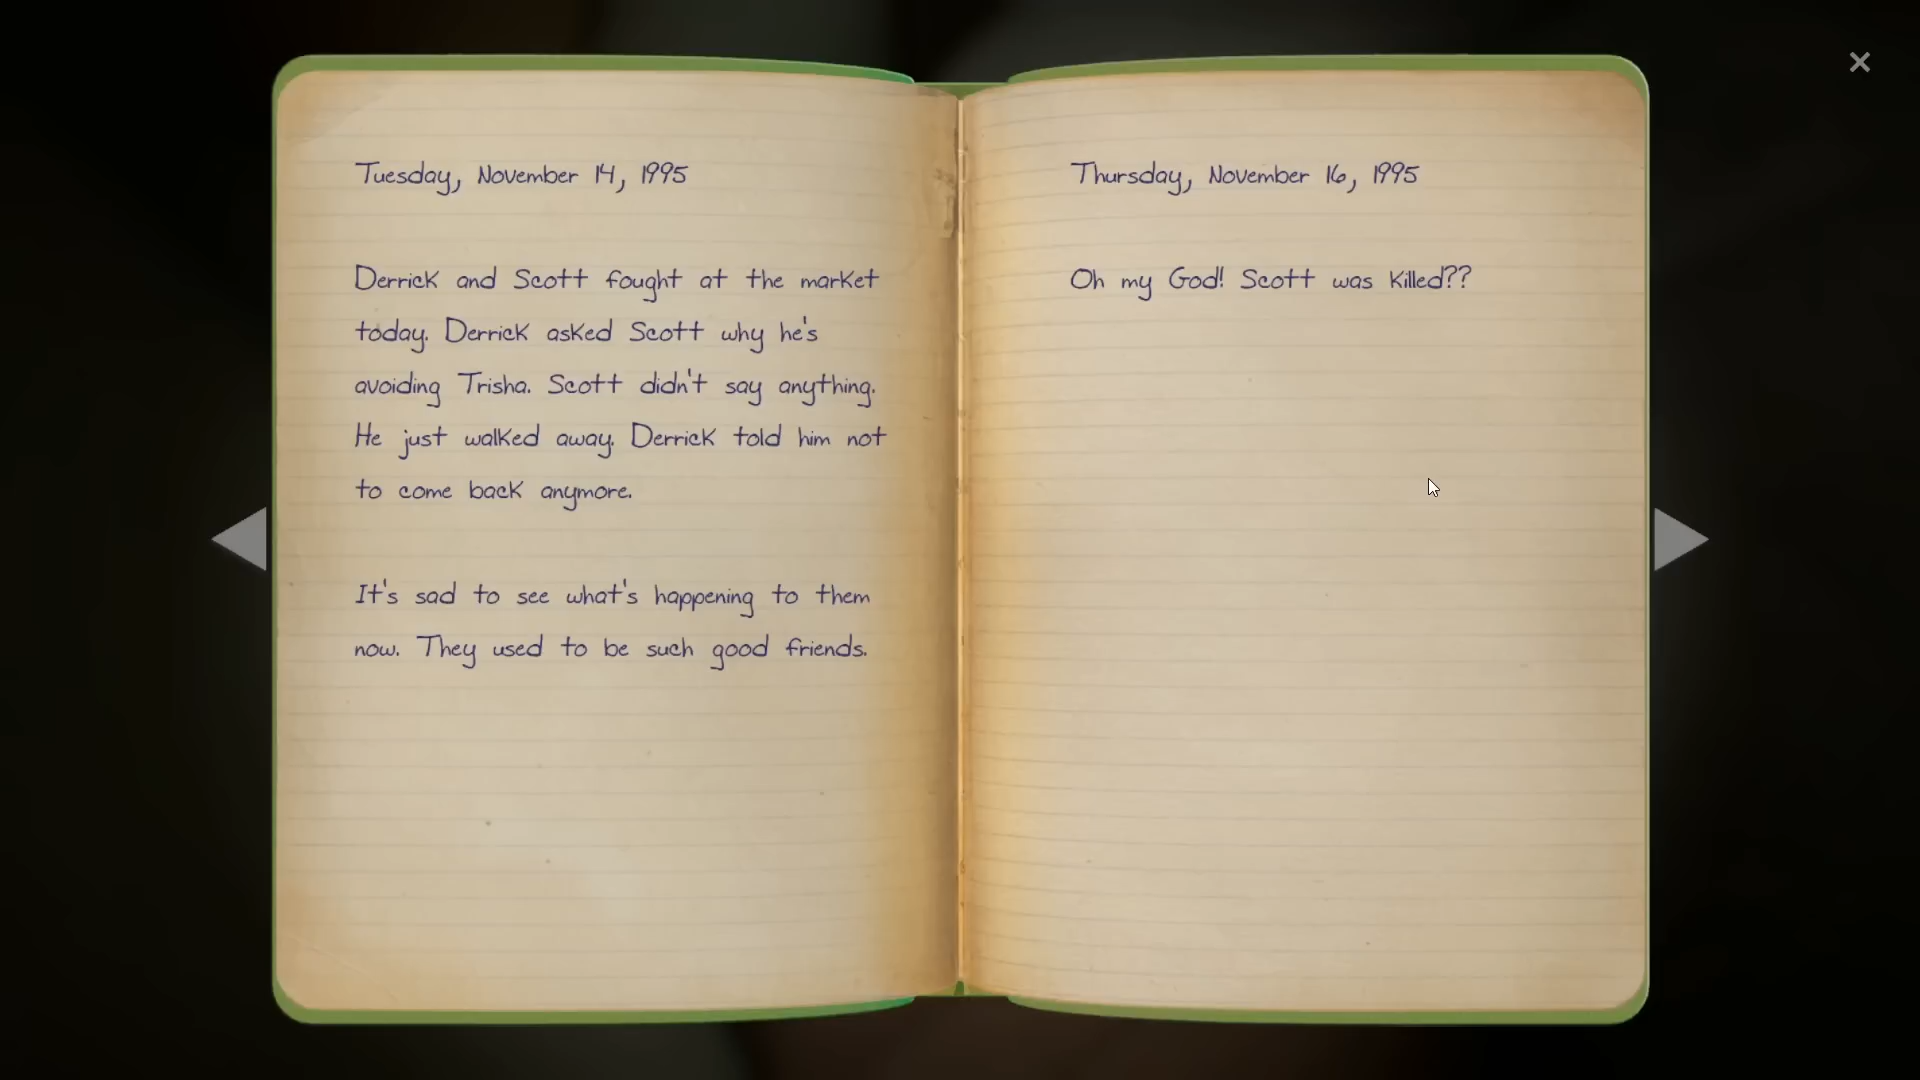 Tuesday, November 14, 1995
Derrick and Scott fought at the market
today. Derrick asked Scott why he's
avoiding Trisha. Scott didn't say anything.
He just walked away. Derrick told him not
to come back anymore.
It's sad to see what's happening to them
now. They used to be such good friends.
Thursday, November 16, 1995
Oh my God! Scott was killed??